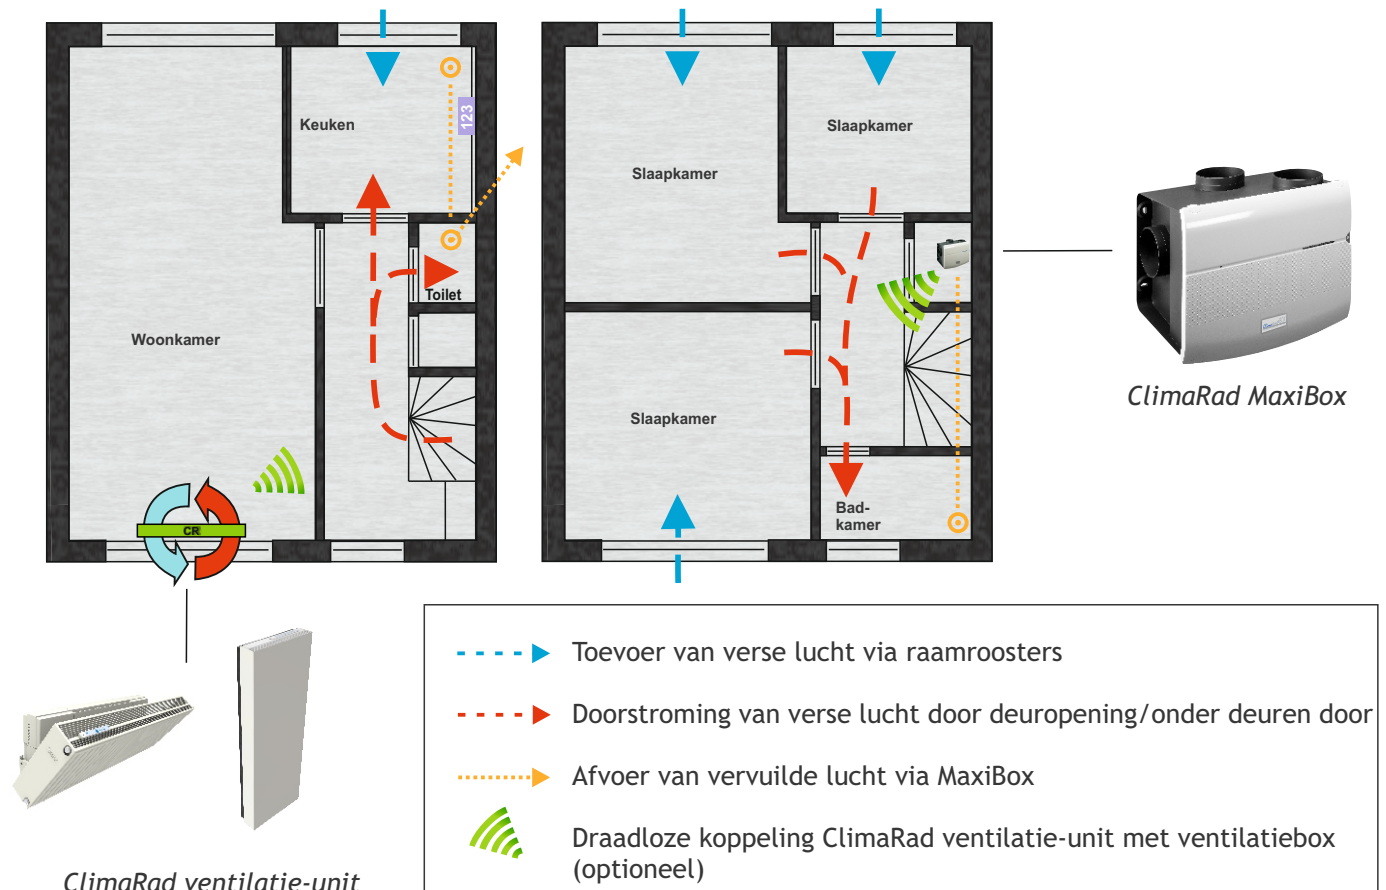 Keuken
123
Toilet
Woonkamer
CR
Slaapkamer
Slaapkamer
Slaapkamer
Bad-
kamer
ClimaRad MaxiBox
Toevoer van verse lucht via raamroosters
Doorstroming van verse lucht door deuropening/onder deuren door
Afvoer van vervuilde lucht via MaxiBox
Draadloze koppeling ClimaRad ventilatie-unit met ventilatiebox
(optioneel)
ClimaRad ventilatie-unit